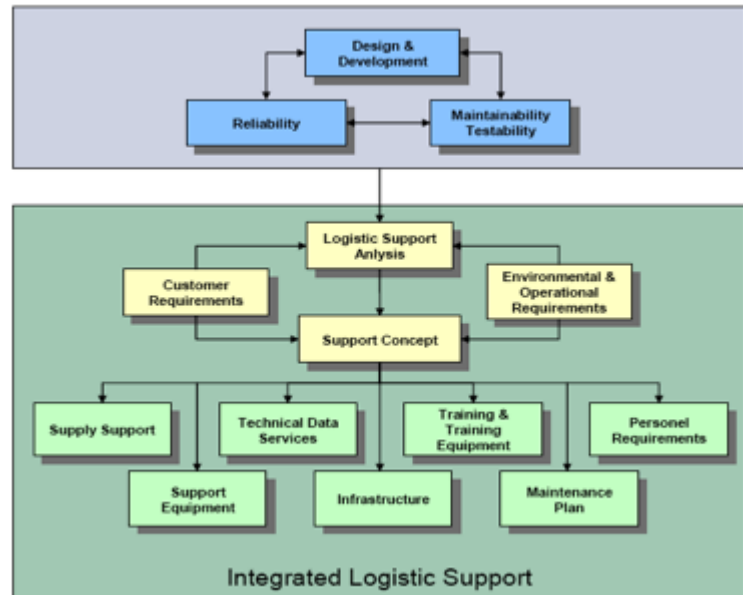 Design &
Development
Reliability
Maintainability
Testability
Logistic Support
Anlysis
Customer
Requirements
Environmental &
Operational
Requirements
Support Concept
Supply Support
Technical Data
Services
Training &
Training
Equipment
Personel
Requirements
Support
Equipment
Infrastructure
Maintenance
Plan
Integrated Logistic Support